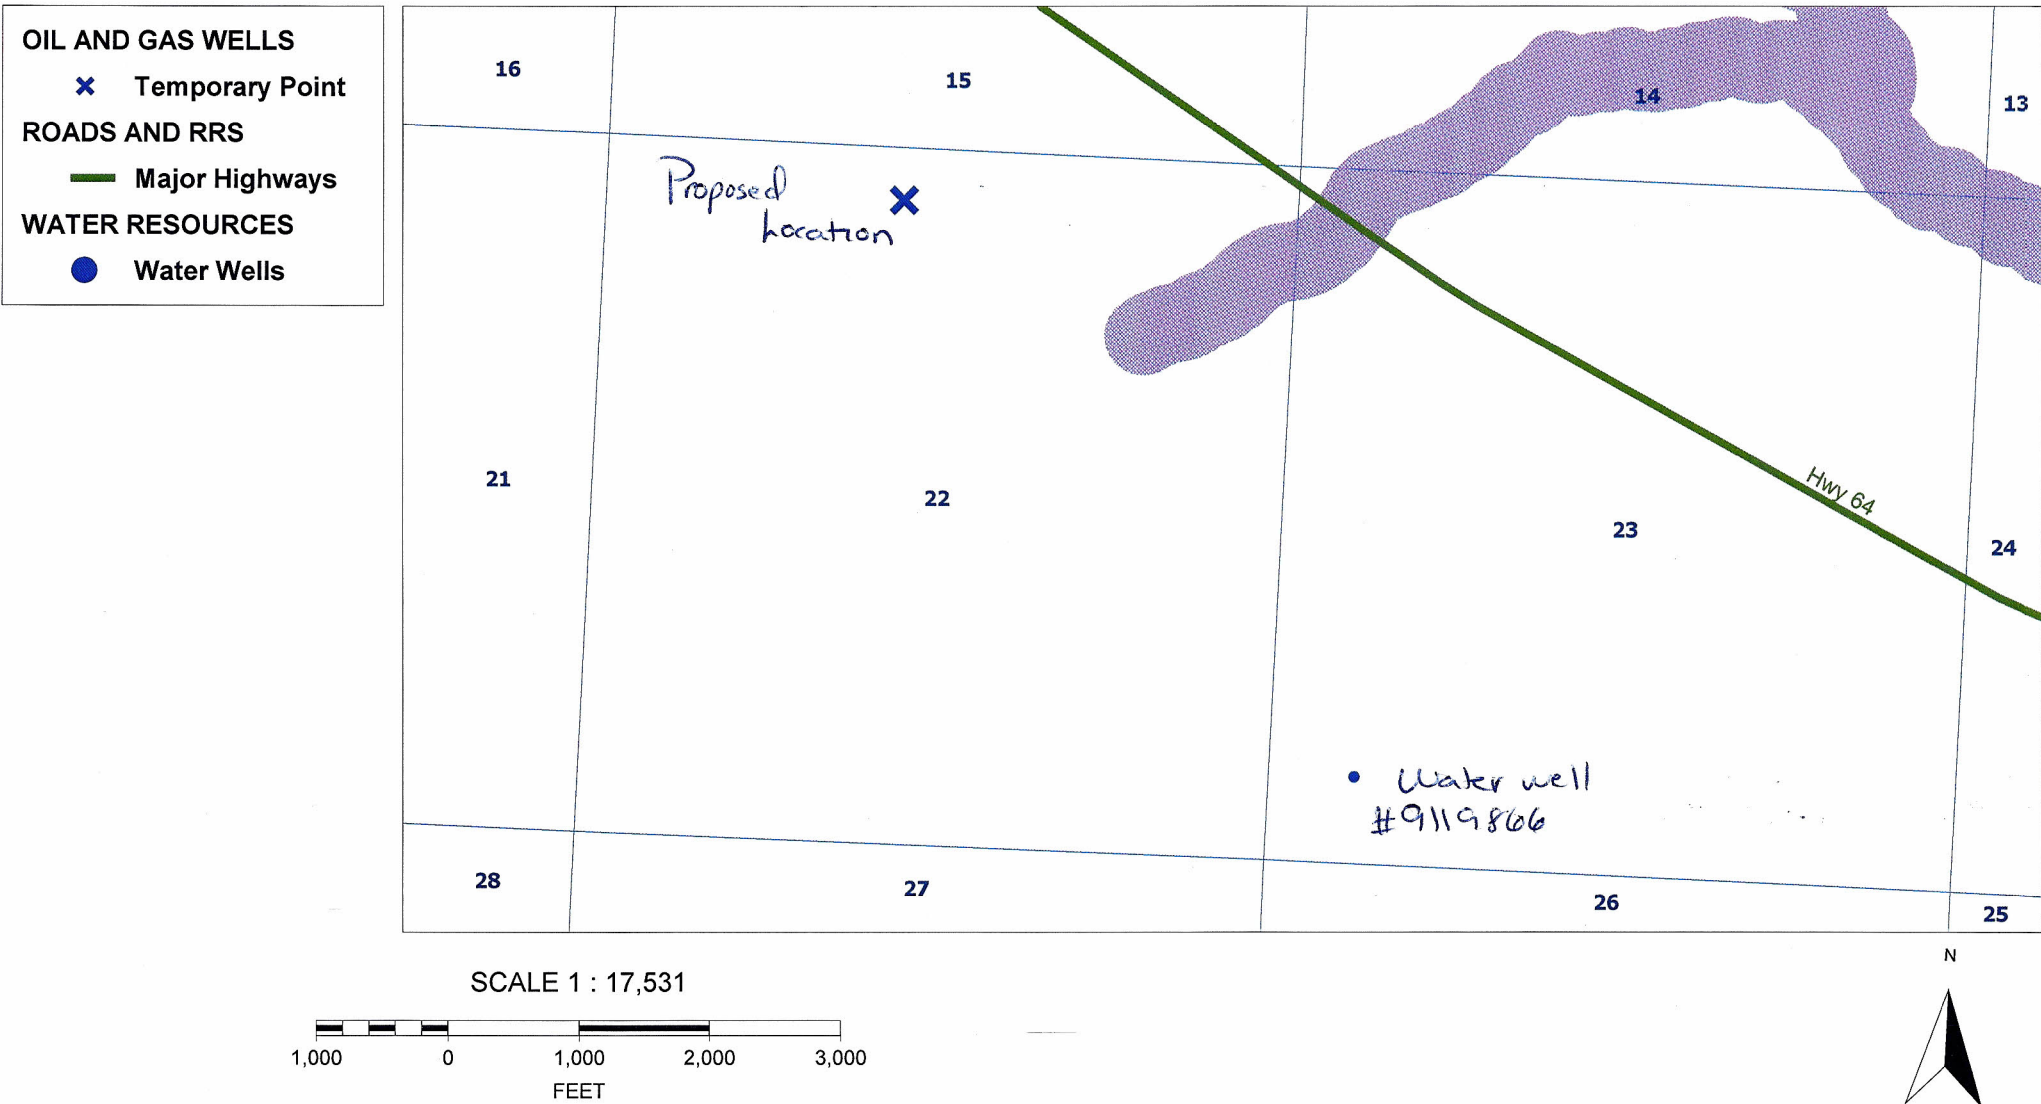 OIL AND GAS WELLS
Temporary Point
ROADS AND RRS
Major Highways
WATER RESOURCES
Water Wells
16
15
14
13
Proposed
Location
21
22
23
24
Hwy 64
Water well
#9119866
28
27
26
25
SCALE 1 : 17,531
N
1,000 0 1,000 2,000 3,000
FEET